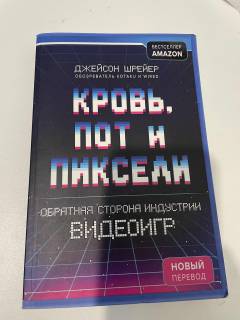 БЕСТСЕЛЛЕР
AMAZON
ДЖЕЙСОН ШРЕЙЕР
ОБОЗРЕВАТЕЛЬ KOTAKU И WIRED
КРОВЬ,
ПОТ И
ПИКСЕЛИ
ОБРАТНАЯ СТОРОНА ИНДУСТРИИ
ВИДЕОИГР
НОВЫЙ
ПЕРЕВОД